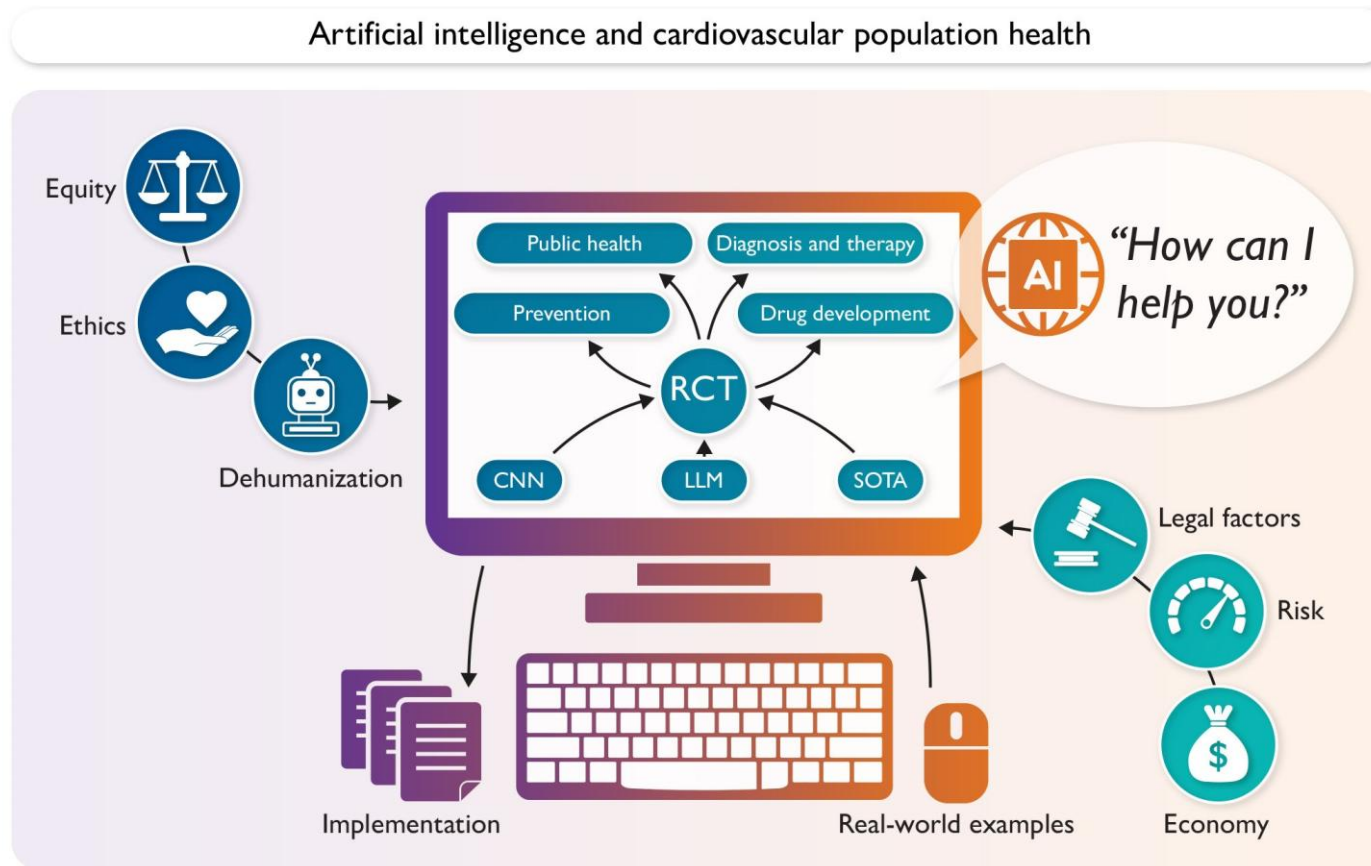 Artificial intelligence and cardiovascular population health
Equity
Ethics
Dehumanization
Public health
Diagnosis and therapy
Prevention
Drug development
RCT
CNN
LLM
SOTA
AI
“How can I
help you?”
Legal factors
Risk
$
Economy
Implementation
Real-world examples